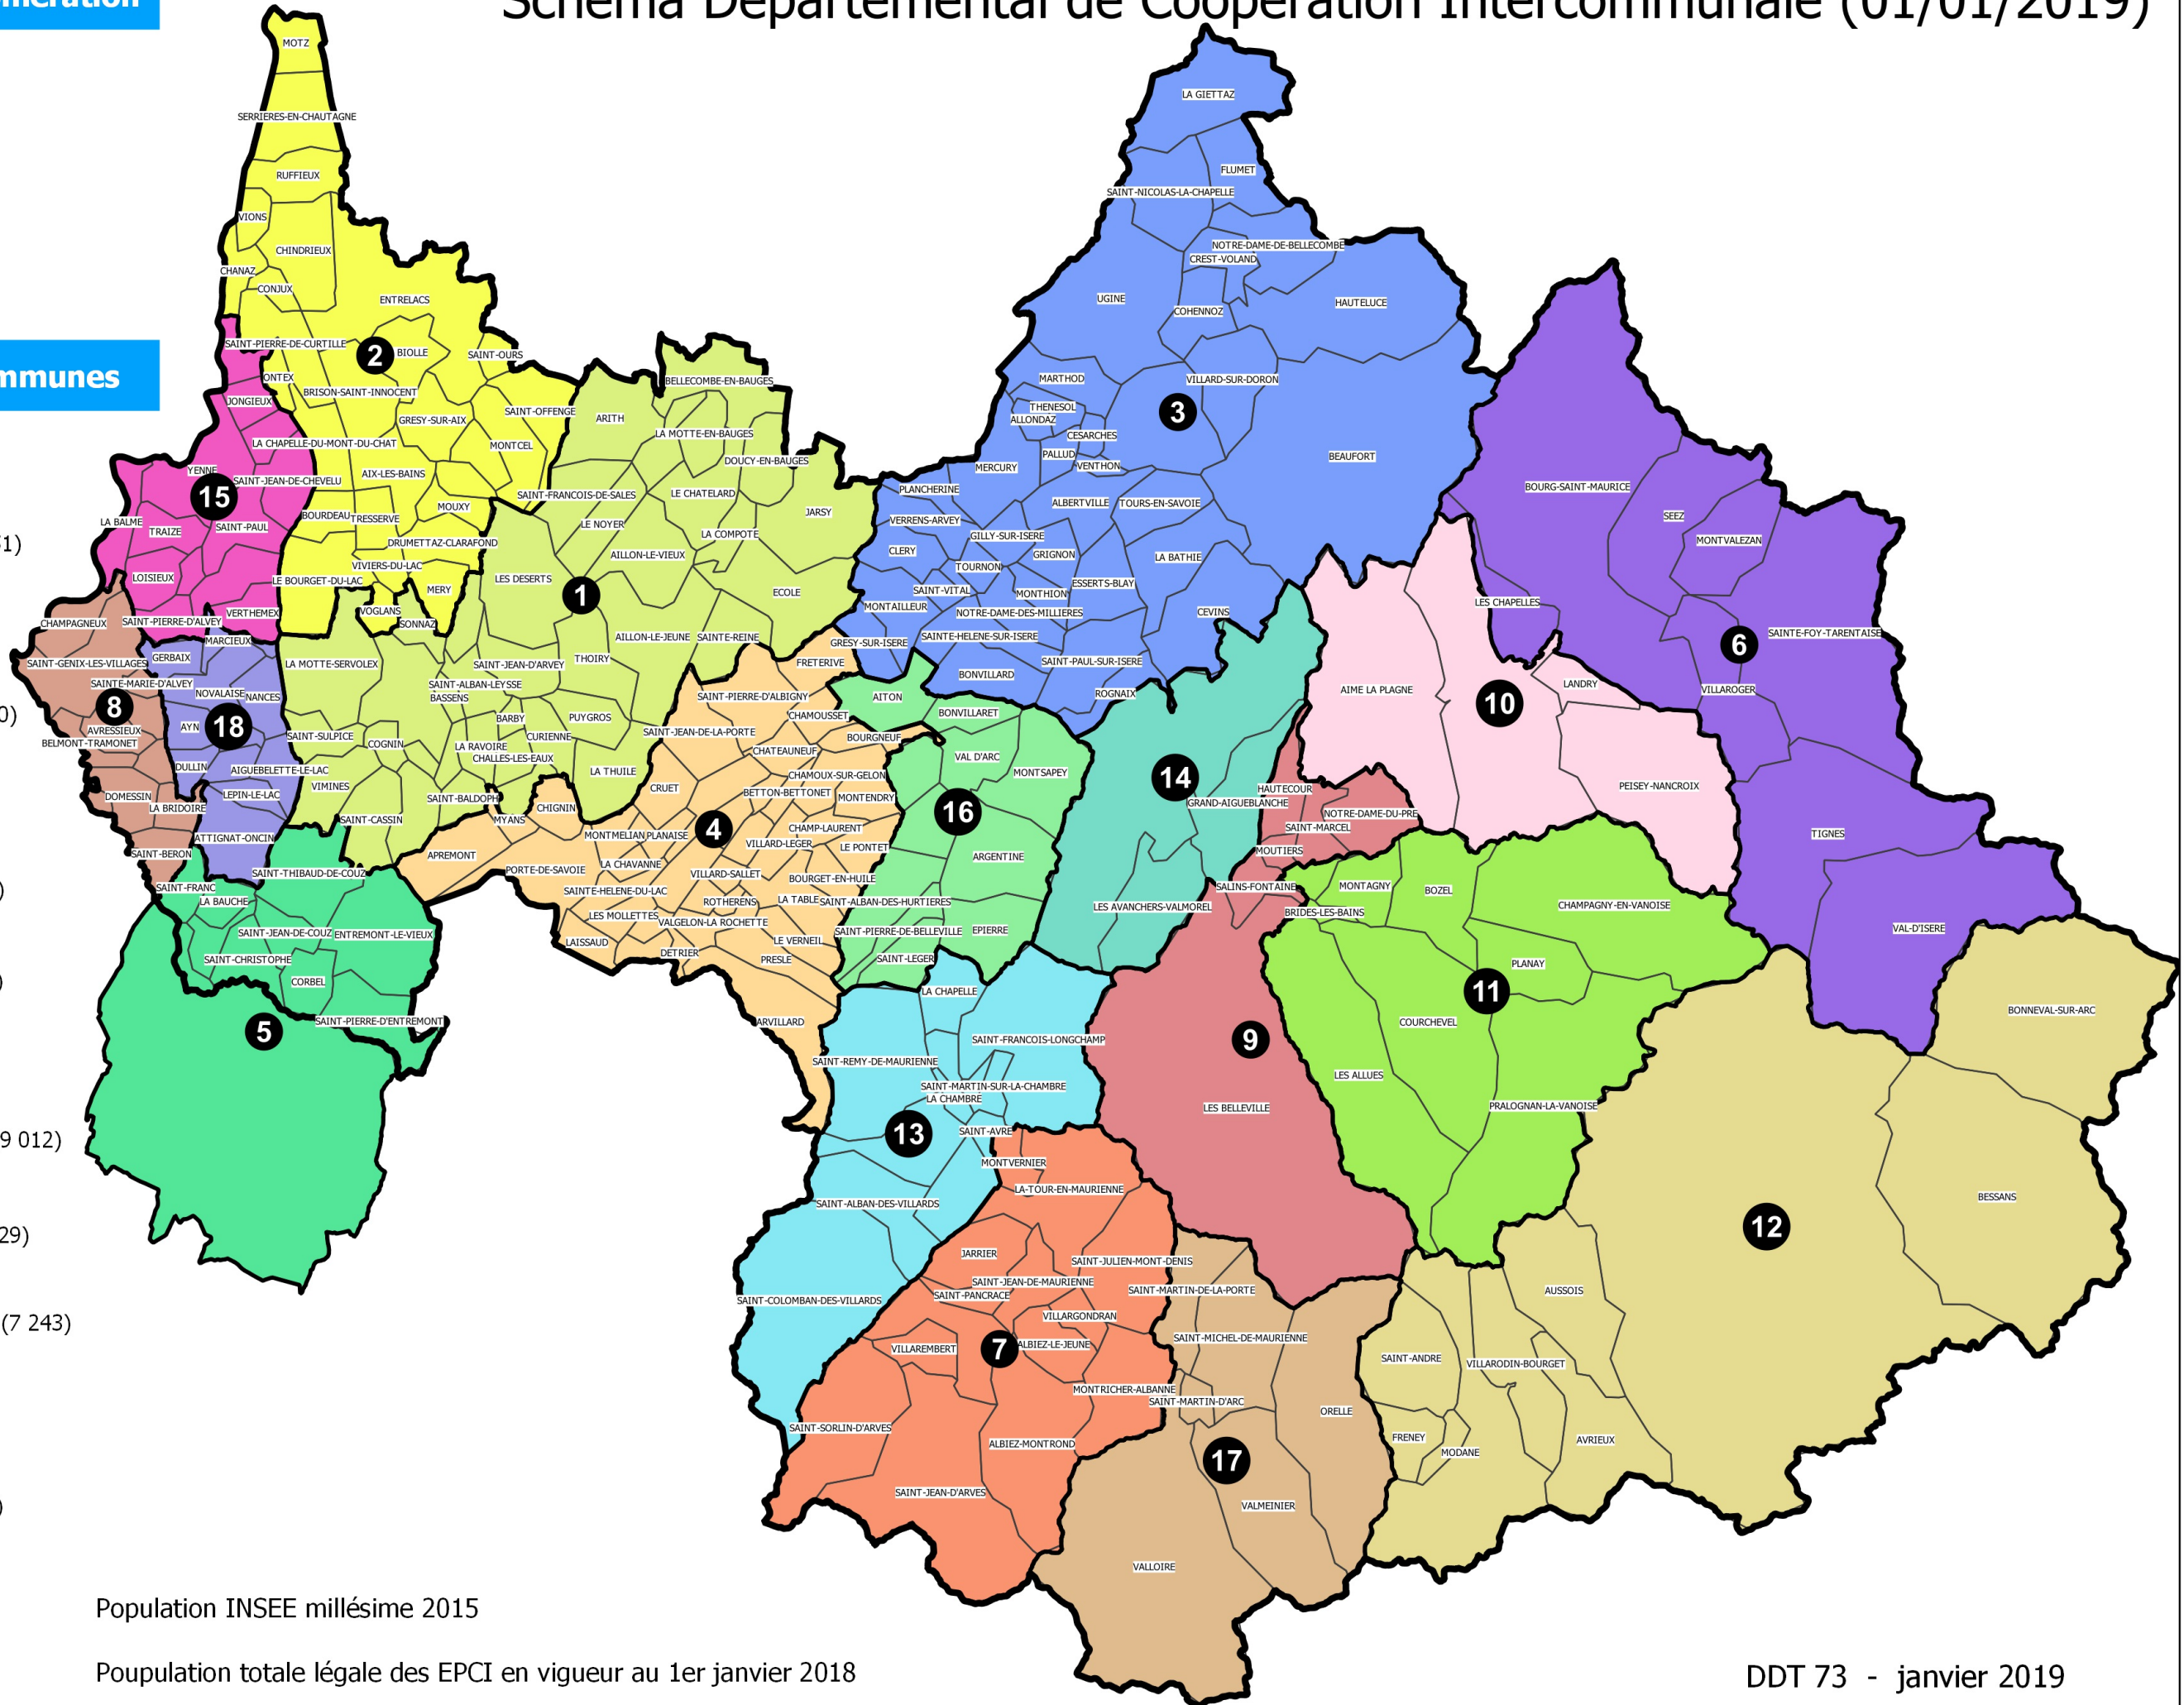 Schéma Départemental de Coopération Intercommunale (01/01/2019)
mmunes
1)
0)
)
)
9 012)
29)
(7 243)
)
MOTZ
SERRIERES-EN-CHAUTAGNE
RUFFIEUX
VIONS
CHINDRIEUX
CHANAZ
CONJUX
ENTRELACS
SAINT-PIERRE-DE-CURTILLE
2
BIOLLE
SAINT-OURS
ONTEX
BRISON-SAINT-INNOCENT
JONGIEUX
GRESY-SUR-AIX
SAINT-OFFENGE
LA CHAPELLE-DU-MONT-DU-CHAT
MONTCEL
AIX-LES-BAINS
YENNE
SAINT-JEAN-DE-CHEVELU
15
MOUXY
BOURDEAU
TRESSERVE
LA BALME
TRAIZE
SAINT-PAUL
DRUMETTAZ-CLARAFOND
VIVIERS-DU-LAC
LOISIEUX
LE BOURGET-DU-LAC
MERY
VOGLANS
SONNAZ
VERTHEMEX
SAINT-PIERRE-D'ALVEY
CHAMPAGNEUX
MARCIEUX
GERBAIX
SAINT-GENIX-LES-VILLAGES
SAINTE-MARIE-D'ALVEY
NOVALAISE
NANCES
8
18
AYN
AVRESSIEUX
BELMONT-TRAMONET
DULLIN
AIGUEBELETTE-LE-LAC
DOMESSIN
LA BRIDOIRE
LEPIN-LE-LAC
ATTIGNAT-ONCIN
SAINT-BERON
BELLECOMBE-EN-BAUGES
ARITH
LA MOTTE-EN-BAUGES
DOUCY-EN-BAUGES
SAINT-FRANCOIS-DE-SALES
LE CHATELARD
JARSY
LE NOYER
LA COMPOTE
AILLON-LE-VIEUX
LES DESERTS
1
ECOLE
AILLON-LE-JEUNE
SAINTE-REINE
LA MOTTE-SERVOLEX
SAINT-JEAN-D'ARVEY
THOIRY
SAINT-ALBAN-LEYSSE
BASSENS
BARBY
PUYGROS
SAINT-SULPICE
COGNIN
CURIENNE
LA RAVOIRE
CHALLES-LES-EAUX
LA THUILE
VIMINES
SAINT-BALDOPH
SAINT-CASSIN
SAINT-THIBAUD-DE-COUZ
SAINT-FRANC
LA BAUCHE
SAINT-JEAN-DE-COUZ
ENTREMONT-LE-VIEUX
SAINT-CHRISTOPHE
CORBEL
SAINT-PIERRE-D'ENTREMONT
5
FRETERIVE
SAINT-PIERRE-D'ALBIGNY
CHAMOUSSET
SAINT-JEAN-DE-LA-PORTE
BOURGNEUF
CHATEAUNEUF
CHAMOUX-SUR-GELON
CRUET
BETTON-BETTONET
MONTENDRY
CHIGNIN
MYANS
4
CHAMP-LAURENT
MONTMELIAN
PLANAISE
VILLARD-LEGER
LE PONTET
APREMONT
PORTE-DE-SAVOIE
LA CHAVANNE
VILLARD-SALLET
BOURGET-EN-HUILE
SAINTE-HELENE-DU-LAC
ROTHERENS
LA TABLE
LES MOLLETTES
VALGELON-LA ROCHETTE
LAISSAUD
LE VERNEIL
DETRIER
PRESLE
ARVILLARD
LA GIETTAZ
FLUMET
SAINT-NICOLAS-LA-CHAPELLE
NOTRE-DAME-DE-BELLECOMBE
CREST-VOLAND
UGINE
COHENNOZ
HAUTELUCE
MARTHOD
VILLARD-SUR-DORON
THENESOL
ALLONDAZ
3
CESARCHES
PALLUD
VENTHON
BEAUFORT
MERCURY
PLANCHERINE
ALBERTVILLE
TOURS-EN-SAVOIE
VERRENS-ARVEY
GILLY-SUR-ISERE
CLERY
GRIGNON
LA BATHIE
TOURNON
ESSERTS-BLAY
SAINT-VITAL
MONTHION
MONTAILLEUR
NOTRE-DAME-DES-MILLIERES
CEVINS
GRESY-SUR-ISERE
SAINTE-HELENE-SUR-ISERE
SAINT-PAUL-SUR-ISERE
BONVILLARD
ROGNAIX
AITON
BONVILLARET
VAL D'ARC
MONTSAPEY
16
ARGENTINE
SAINT-ALBAN-DES-HURTIERES
SAINT-PIERRE-DE-BELLEVILLE
EPIERRE
SAINT-LEGER
14
GRAND-AIGUEBLANCHE
LES AVANCHERS-VALMOREL
BOURG-SAINT-MAURICE
SEEZ
MONTVALEZAN
LES CHAPELLES
6
SAINTE-FOY-TARENTAISE
VILLAROGER
TIGNES
VAL-D'ISERE
AIME LA PLAGNE
10
LANDRY
PEISEY-NANCROIX
HAUTECOUR
NOTRE-DAME-DU-PRE
SAINT-MARCEL
MOUTIERS
SALINS-FONTAINE
9
LES BELLEVILLE
MONTAGNY
BOZEL
BRIDES-LES-BAINS
CHAMPAGNY-EN-VANOISE
PLANAY
11
COURCHEVEL
LES ALLUES
PRALOGNAN-LA-VANOISE
LA CHAPELLE
SAINT-FRANCOIS-LONGCHAMP
SAINT-REMY-DE-MAURIENNE
SAINT-MARTIN-SUR-LA-CHAMBRE
LA CHAMBRE
13
SAINT-AVRE
SAINT-ALBAN-DES-VILLARDS
SAINT-COLOMBAN-DES-VILLARDS
MONTVERNIER
LA-TOUR-EN-MAURIENNE
JARRIER
SAINT-JULIEN-MONT-DENIS
SAINT-JEAN-DE-MAURIENNE
SAINT-PANCRACE
VILLARGONDRAN
7
ALBIEZ-LE-JEUNE
VILLAREMBERT
MONTRICHER-ALBANNE
SAINT-SORLIN-D'ARVES
ALBIEZ-MONTROND
SAINT-JEAN-D'ARVES
SAINT-MARTIN-DE-LA-PORTE
SAINT-MICHEL-DE-MAURIENNE
SAINT-MARTIN-D'ARC
ORELLE
17
VALMEINIER
VALLOIRE
BONNEVAL-SUR-ARC
BESSANS
12
AUSSOIS
SAINT-ANDRE
VILLARODIN-BOURGET
FRENEY
MODANE
AVRIEUX
Population INSEE millésime 2015
Poupulation totale légale des EPCI en vigueur au 1er janvier 2018
DDT 73 - janvier 2019